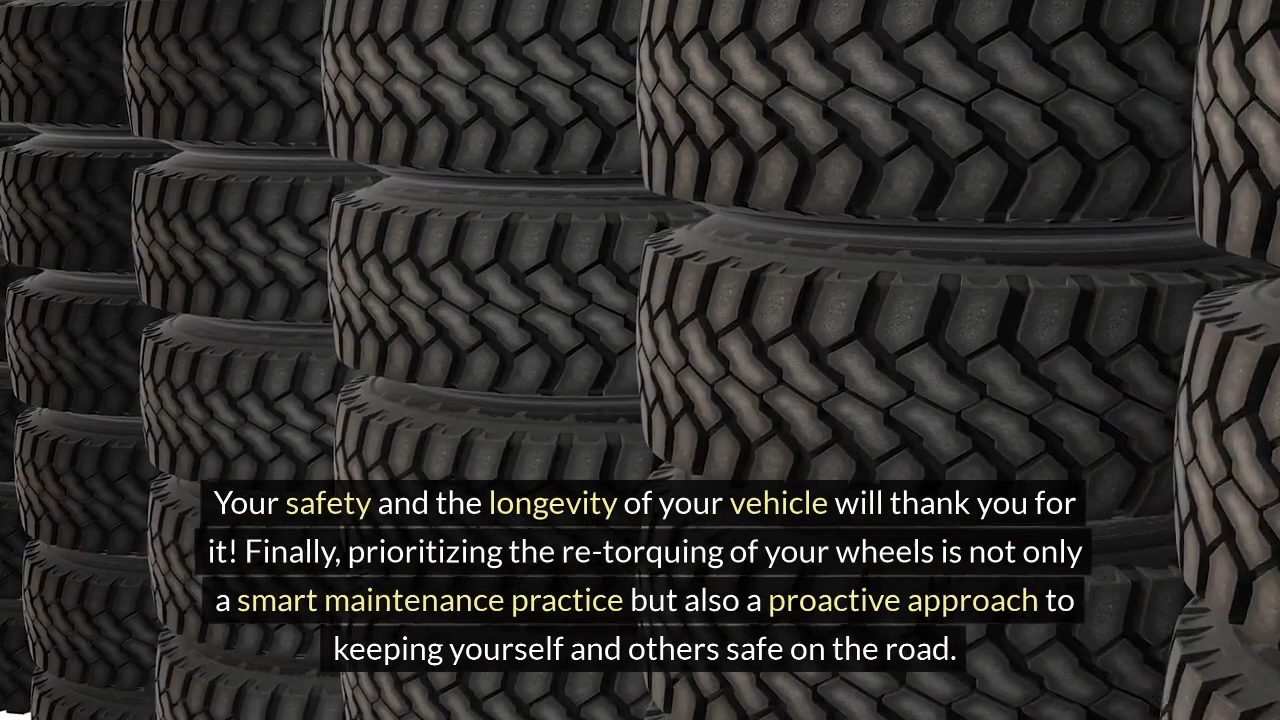 Your safety and the longevity of your vehicle will thank you for
it! Finally, prioritizing the re-torquing of your wheels is not only
a smart maintenance practice but also a proactive approach to
keeping yourself and others safe on the road.